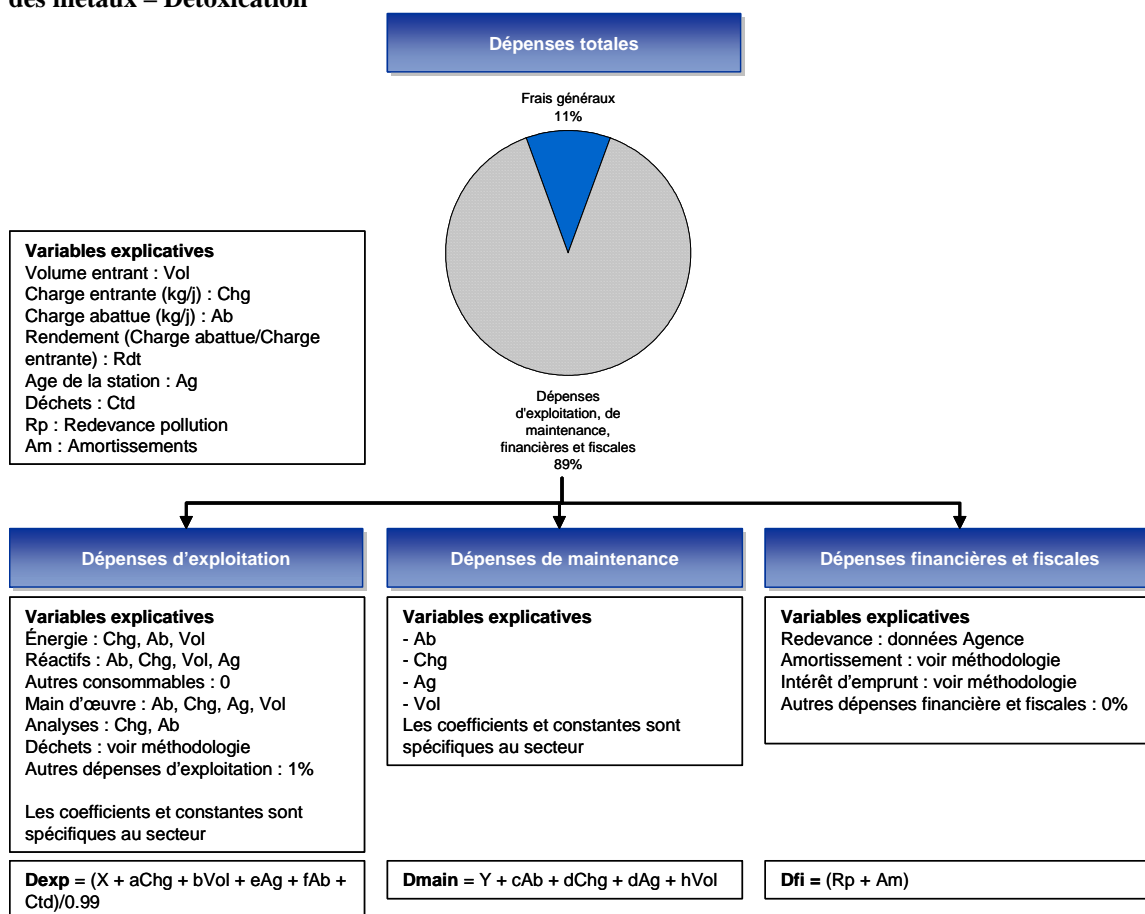 des métaux – Détoxication
Dépenses totales
Frais généraux
11%
Variables explicatives
Volume entrant : Vol
Charge entrante (kg/j) : Chg
Charge abattue (kg/j) : Ab
Rendement (Charge abattue/Charge
entrante) : Rdt
Age de la station : Ag
Déchets : Ctd
Rp : Redevance pollution
Am : Amortissements
Dépenses
d'exploitation, de
maintenance,
financières et fiscales
89%
Dépenses d'exploitation
Variables explicatives
Énergie : Chg, Ab, Vol
Réactifs : Ab, Chg, Vol, Ag
Autres consommables : 0
Main d'œuvre : Ab, Chg, Ag, Vol
Analyses : Chg, Ab
Déchets : voir méthodologie
Autres dépenses d'exploitation : 1%
Les coefficients et constantes sont
spécifiques au secteur
Dexp = (X + aChg + bVol + eAg + fAb +
Ctd)/0.99
Dépenses de maintenance
Variables explicatives
- Ab
- Chg
- Ag
- Vol
Les coefficients et constantes sont
spécifiques au secteur
Dmain = Y + cAb + dChg + dAg + hVol
Dépenses financières et fiscales
Variables explicatives
Redevance : données Agence
Amortissement : voir méthodologie
Intérêt d'emprunt : voir méthodologie
Autres dépenses financière et fiscales : 0%
Dfi = (Rp + Am)